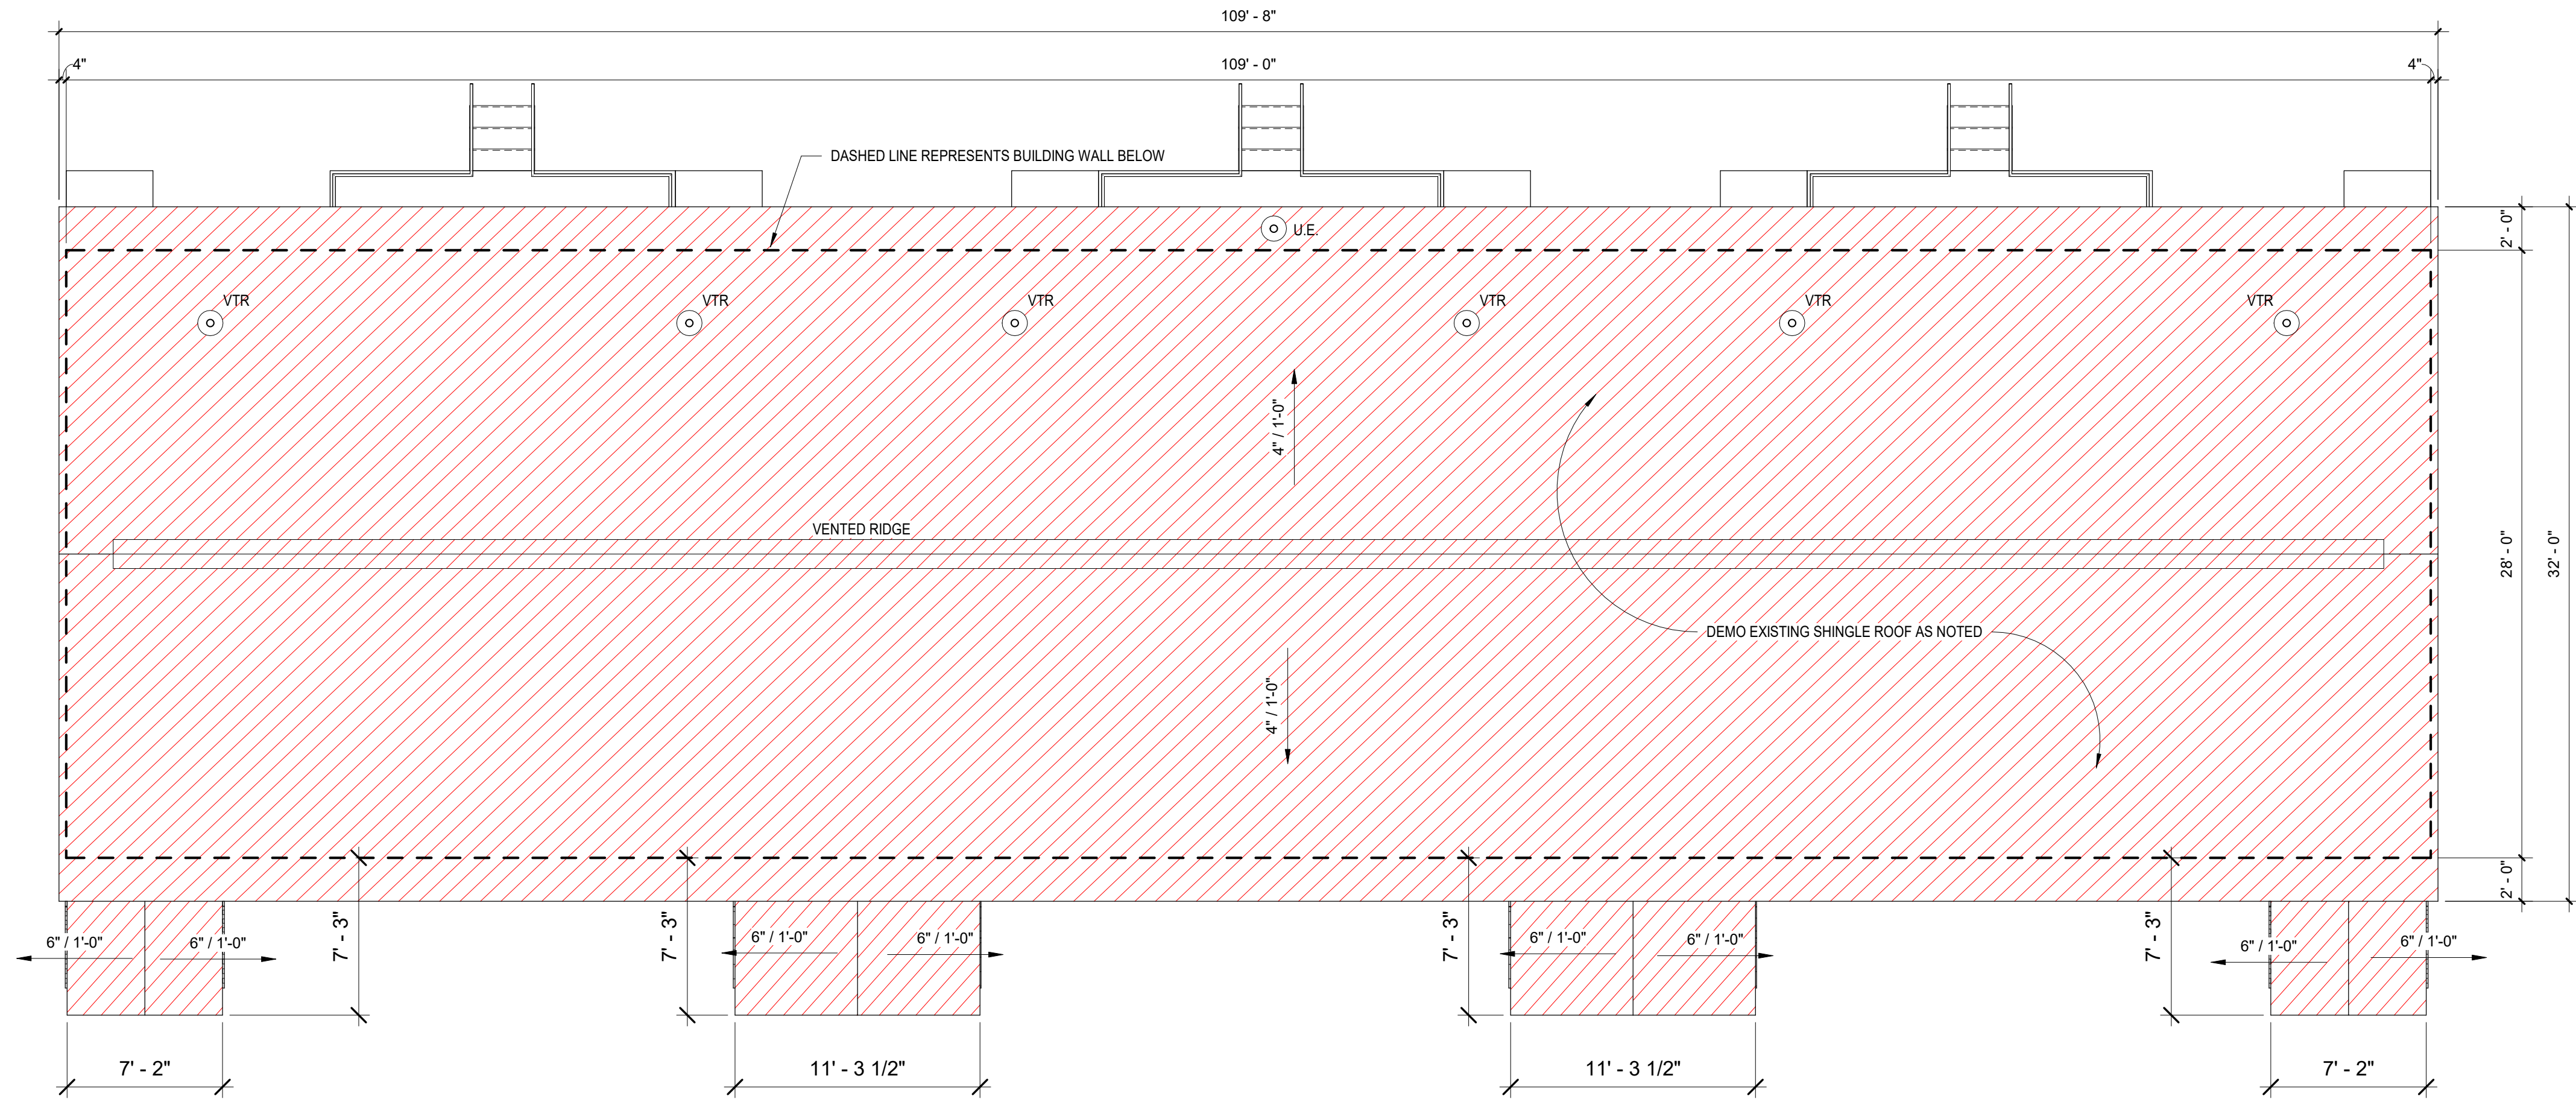 109' - 8"
4"
109' - 0"
4"
DASHED LINE REPRESENTS BUILDING WALL BELOW
2' - 0"
U.E.
VTR
VTR
VTR
VTR
VTR
VTR
4" / 1'-0"
VENTED RIDGE
28' - 0"
32' - 0"
DEMO EXISTING SHINGLE ROOF AS NOTED
4" / 1'-0"
2' - 0"
6" / 1'-0"
6" / 1'-0"
7' - 3"
7' - 3"
6" / 1'-0"
6" / 1'-0"
7' - 3"
6" / 1'-0"
6" / 1'-0"
7' - 3"
6" / 1'-0"
6" / 1'-0"
7' - 2"
11' - 3 1/2"
11' - 3 1/2"
7' - 2"